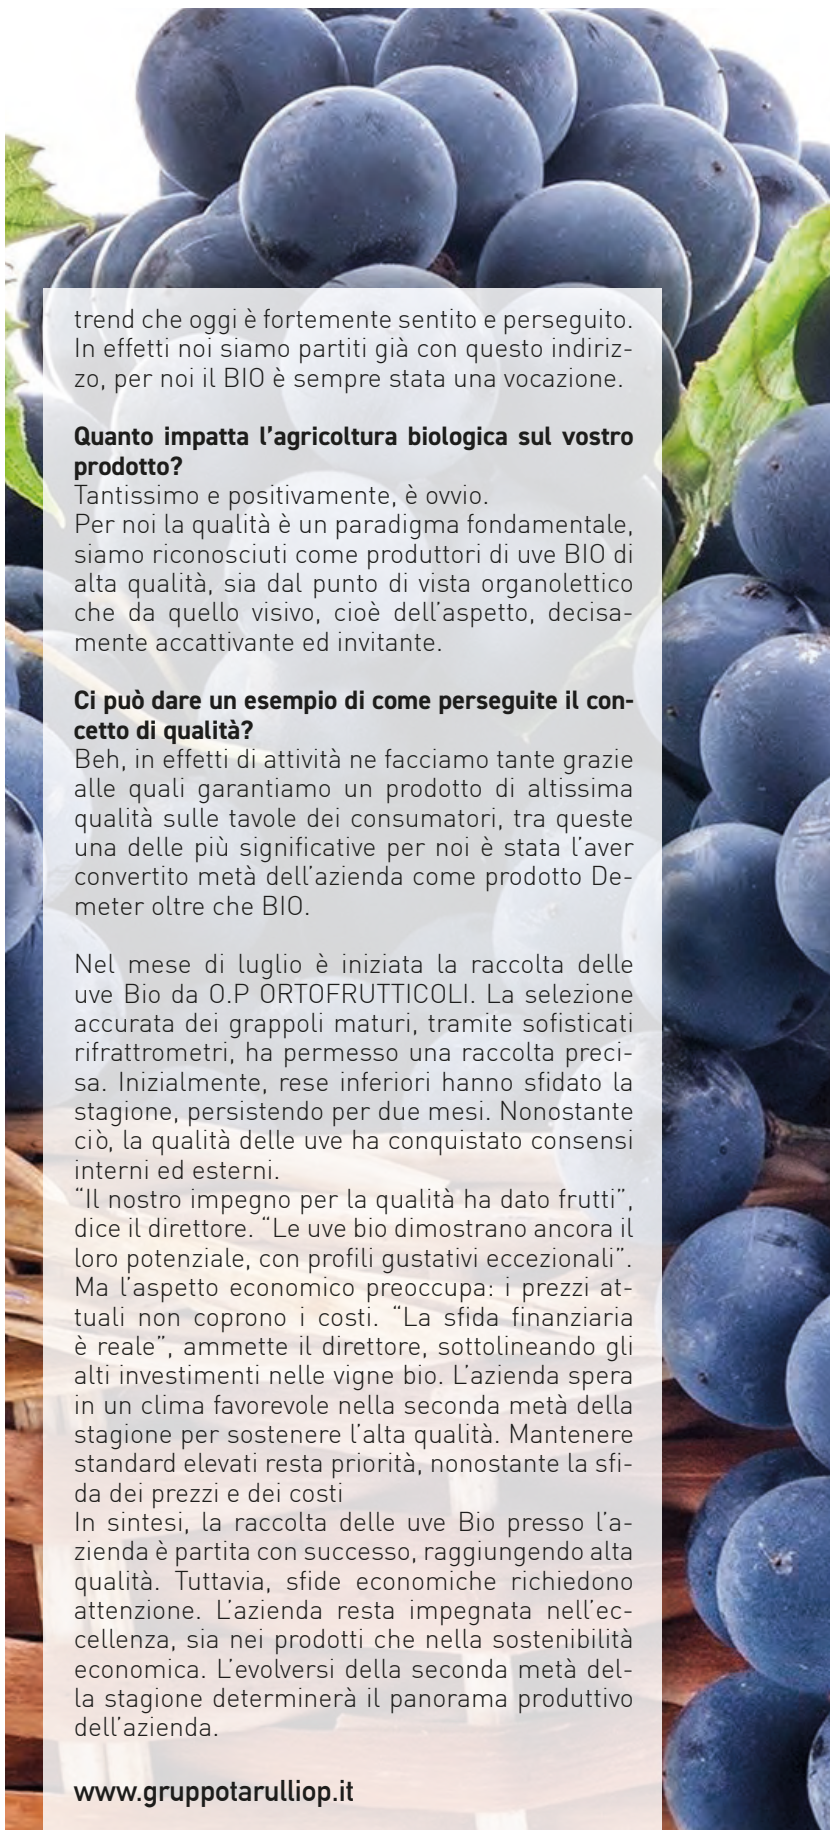 trend che oggi è fortemente sentito e perseguito.
In effetti noi siamo partiti già con questo indiriz-
zo, per noi il BIO è sempre stata una vocazione.
Quanto impatta l'agricoltura biologica sul vostro
prodotto?
Tantissimo e positivamente, è ovvio.
Per noi la qualità è un paradigma fondamentale,
siamo riconosciuti come produttori di uve BIO di
alta qualità, sia dal punto di vista organolettico
che da quello visivo, cioè dell'aspetto, decisa-
mente accattivante ed invitante.
Ci può dare un esempio di come perseguite il con-
cetto di qualità?
Beh, in effetti di attività ne facciamo tante grazie
alle quali garantiamo un prodotto di altissima
qualità sulle tavole dei consumatori, tra queste
una delle più significative per noi è stata l'aver
convertito metà dell'azienda come prodotto De-
meter oltre che BIO.
Nel mese di luglio è iniziata la raccolta delle
uve Bio da O.P ORTOFRUTTICOLI. La selezione
accurata dei grappoli maturi, tramite sofisticati
rifrattrometri, ha permesso una raccolta preci-
sa. Inizialmente, rese inferiori hanno sfidato la
stagione, persistendo per due mesi. Nonostante
ciò, la qualità delle uve ha conquistato consensi
interni ed esterni.
“Il nostro impegno per la qualità ha dato frutti”,
dice il direttore. “Le uve bio dimostrano ancora il
loro potenziale, con profili gustativi eccezionali”.
Ma l'aspetto economico preoccupa: i prezzi at-
tuali non coprono i costi. “La sfida finanziaria
è reale”, ammette il direttore, sottolineando gli
alti investimenti nelle vigne bio. L'azienda spera
in un clima favorevole nella seconda metà della
stagione per sostenere l'alta qualità. Mantenere
standard elevati resta priorità, nonostante la sfi-
da dei prezzi e dei costi
In sintesi, la raccolta delle uve Bio presso l'a-
zienda è partita con successo, raggiungendo alta
qualità. Tuttavia, sfide economiche richiedono
attenzione. L'azienda resta impegnata nell'ec-
cellenza, sia nei prodotti che nella sostenibilità
economica. L'evolversi della seconda metà del-
la stagione determinerà il panorama produttivo
dell'azienda.
www.gruppotarulliop.it